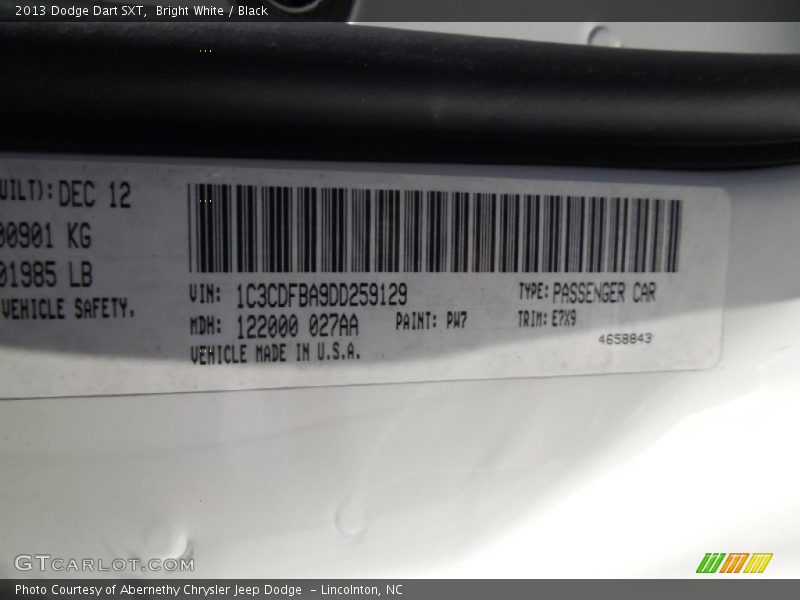 2013 Dodge Dart SXT, Bright White / Black
UILT): DEC 12
00901 KG
01985 LB
VEHICLE SAFETY,
VIN: 1C3CDFBA9DD259129 TYPE: PASSENGER CAR
MDH: 122000 027AA PAINT: PW7 TRIM: E7X9
4658843
VEHICLE MADE IN U.S.A.
GTcarlot.com
Photo Courtesy of Abernethy Chrysler Jeep Dodge - Lincolnton, NC